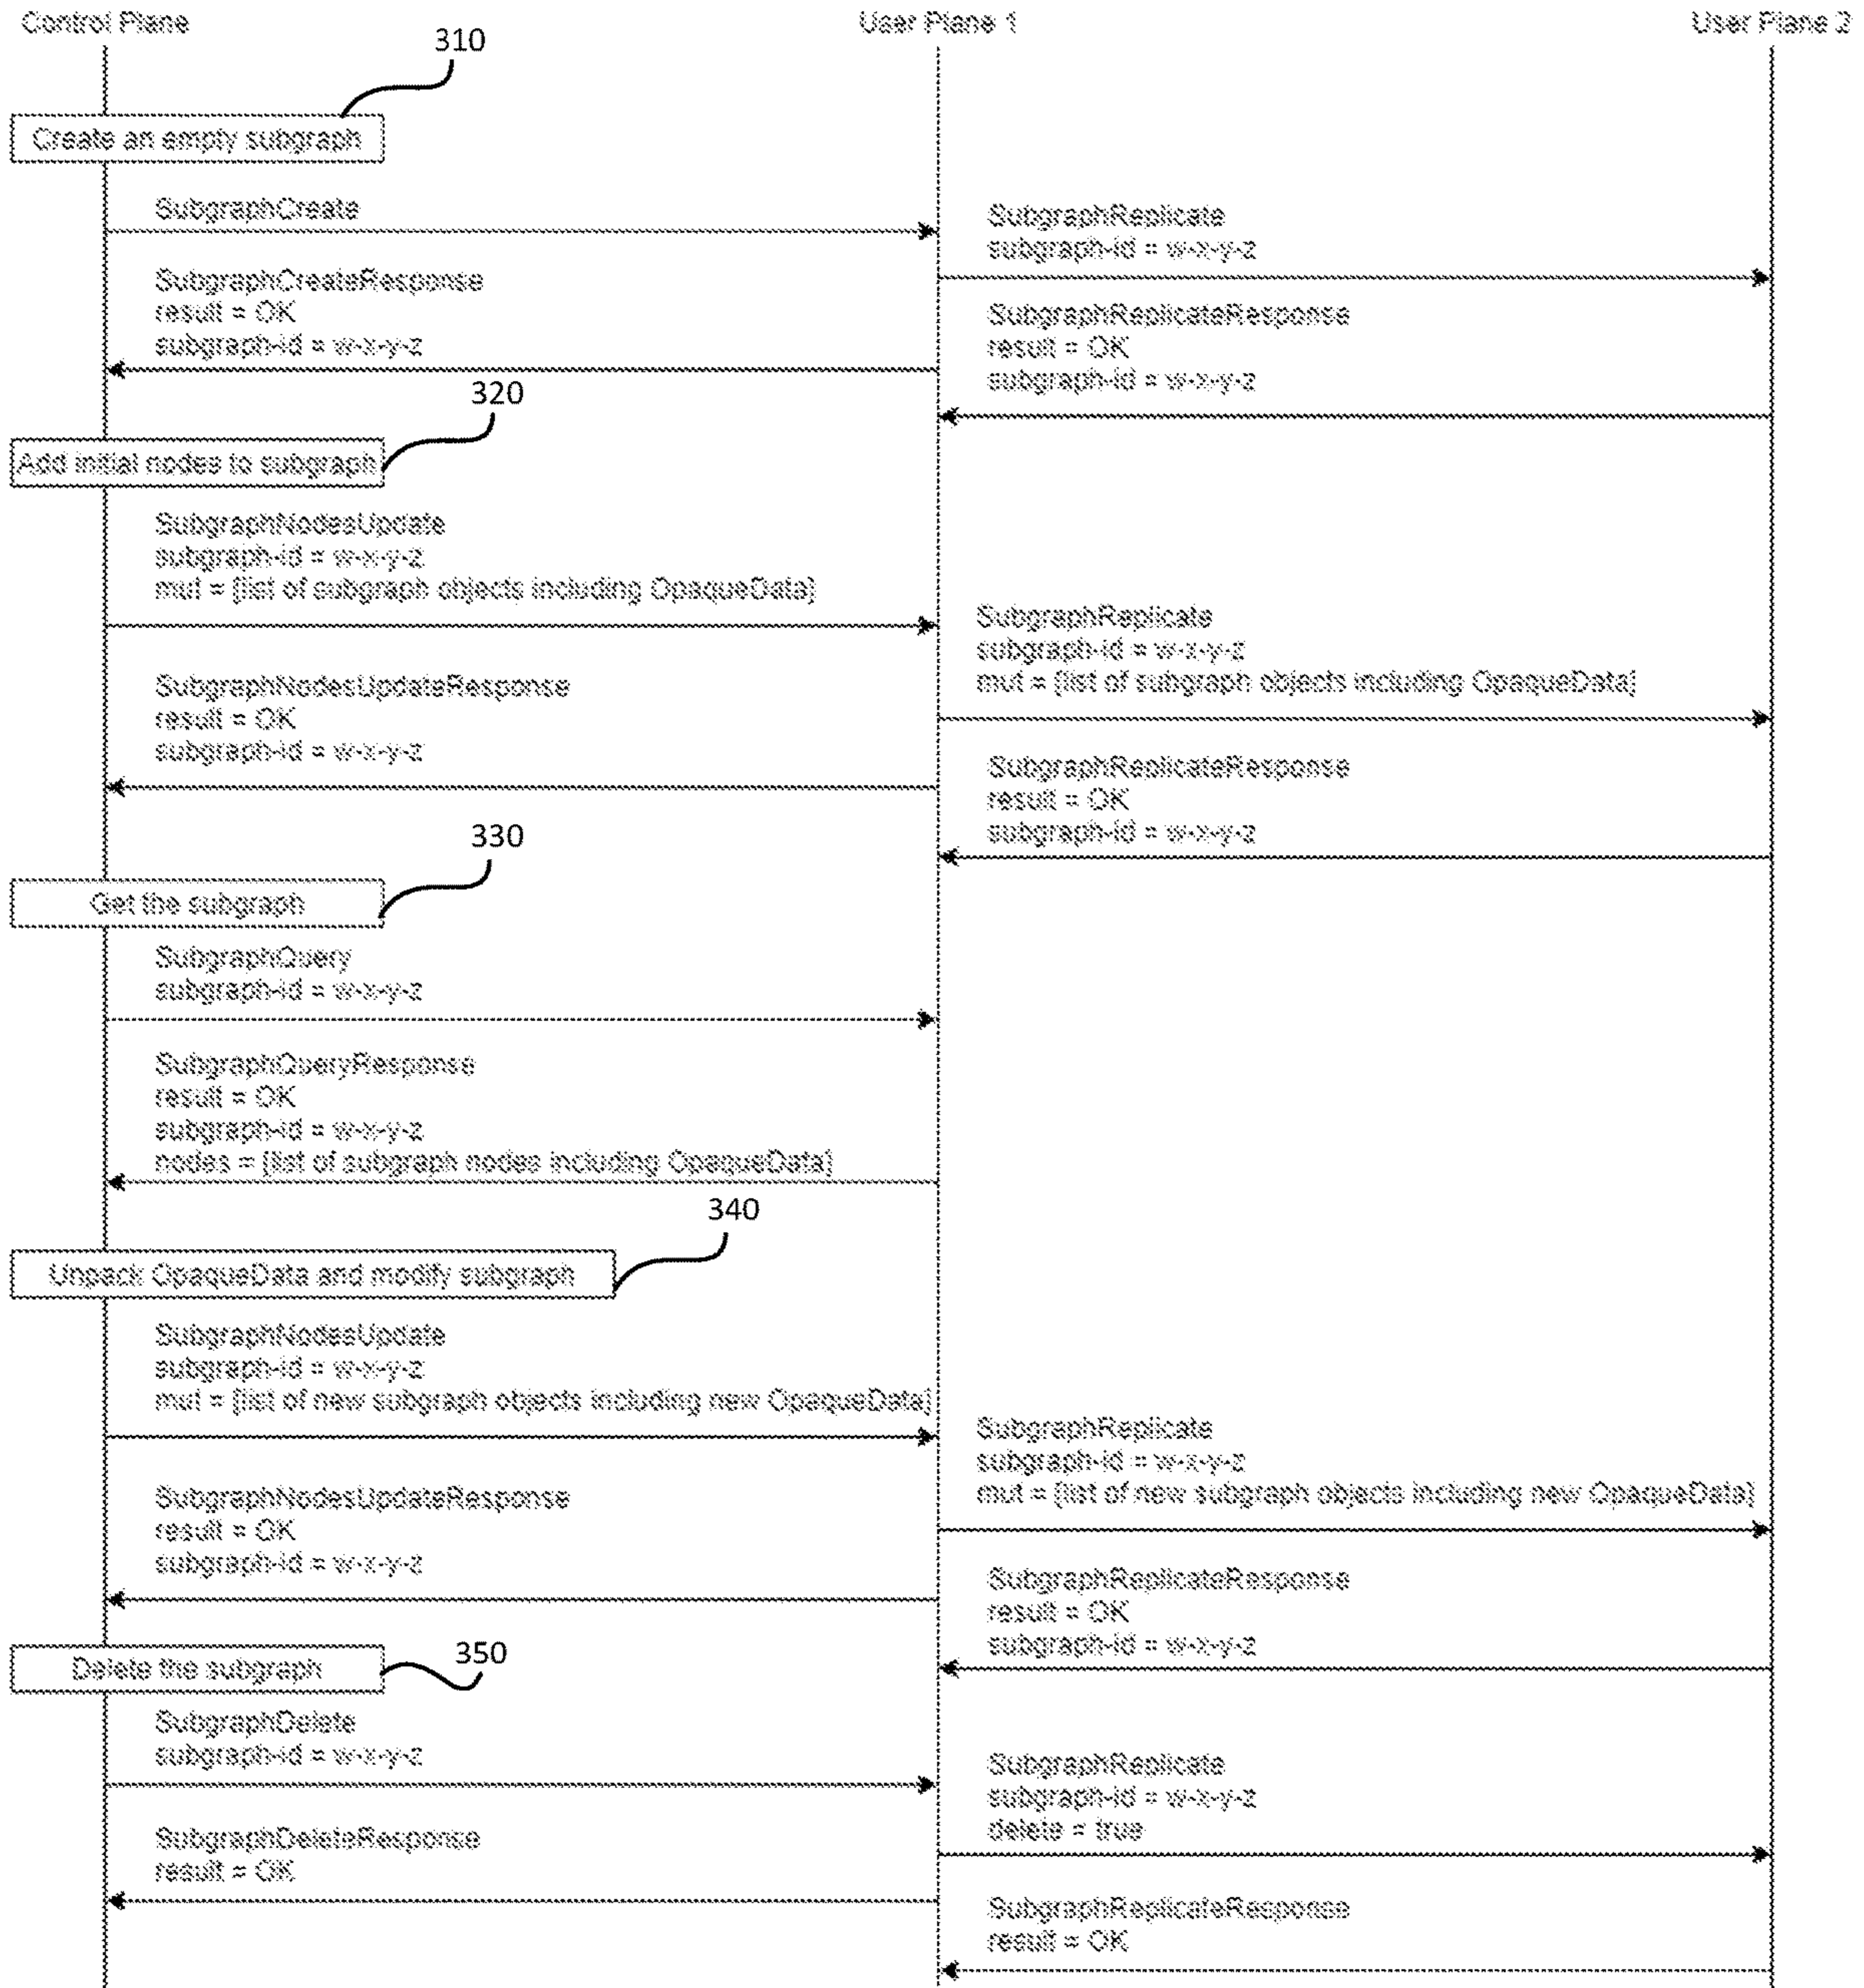 Control Plane
User Plane 1
User Plane 2
310
Create an empty subgraph
SubgraphCreate
SubgraphReplicate
subgraph-id = w-x-y-z
SubgraphCreateResponse
result = OK
subgraph-id = w-x-y-z
SubgraphReplicateResponse
result = OK
subgraph-id = w-x-y-z
320
Add initial nodes to subgraph
SubgraphNodesUpdate
subgraph-id = w-x-y-z
mut = [list of subgraph objects including OpaqueData]
SubgraphReplicate
subgraph-id = w-x-y-z
mut = [list of subgraph objects including OpaqueData]
SubgraphNodesUpdateResponse
result = OK
subgraph-id = w-x-y-z
SubgraphReplicateResponse
result = OK
subgraph-id = w-x-y-z
330
Get the subgraph
SubgraphQuery
subgraph-id = w-x-y-z
SubgraphQueryResponse
result = OK
subgraph-id = w-x-y-z
nodes = [list of subgraph nodes including OpaqueData]
340
Unpack OpaqueData and modify subgraph
SubgraphNodesUpdate
subgraph-id = w-x-y-z
mut = [list of new subgraph objects including new OpaqueData]
SubgraphReplicate
subgraph-id = w-x-y-z
mut = [list of new subgraph objects including new OpaqueData]
SubgraphNodesUpdateResponse
result = OK
subgraph-id = w-x-y-z
SubgraphReplicateResponse
result = OK
subgraph-id = w-x-y-z
350
Delete the subgraph
SubgraphDelete
subgraph-id = w-x-y-z
SubgraphReplicate
subgraph-id = w-x-y-z
delete = true
SubgraphDeleteResponse
result = OK
SubgraphReplicateResponse
result = OK